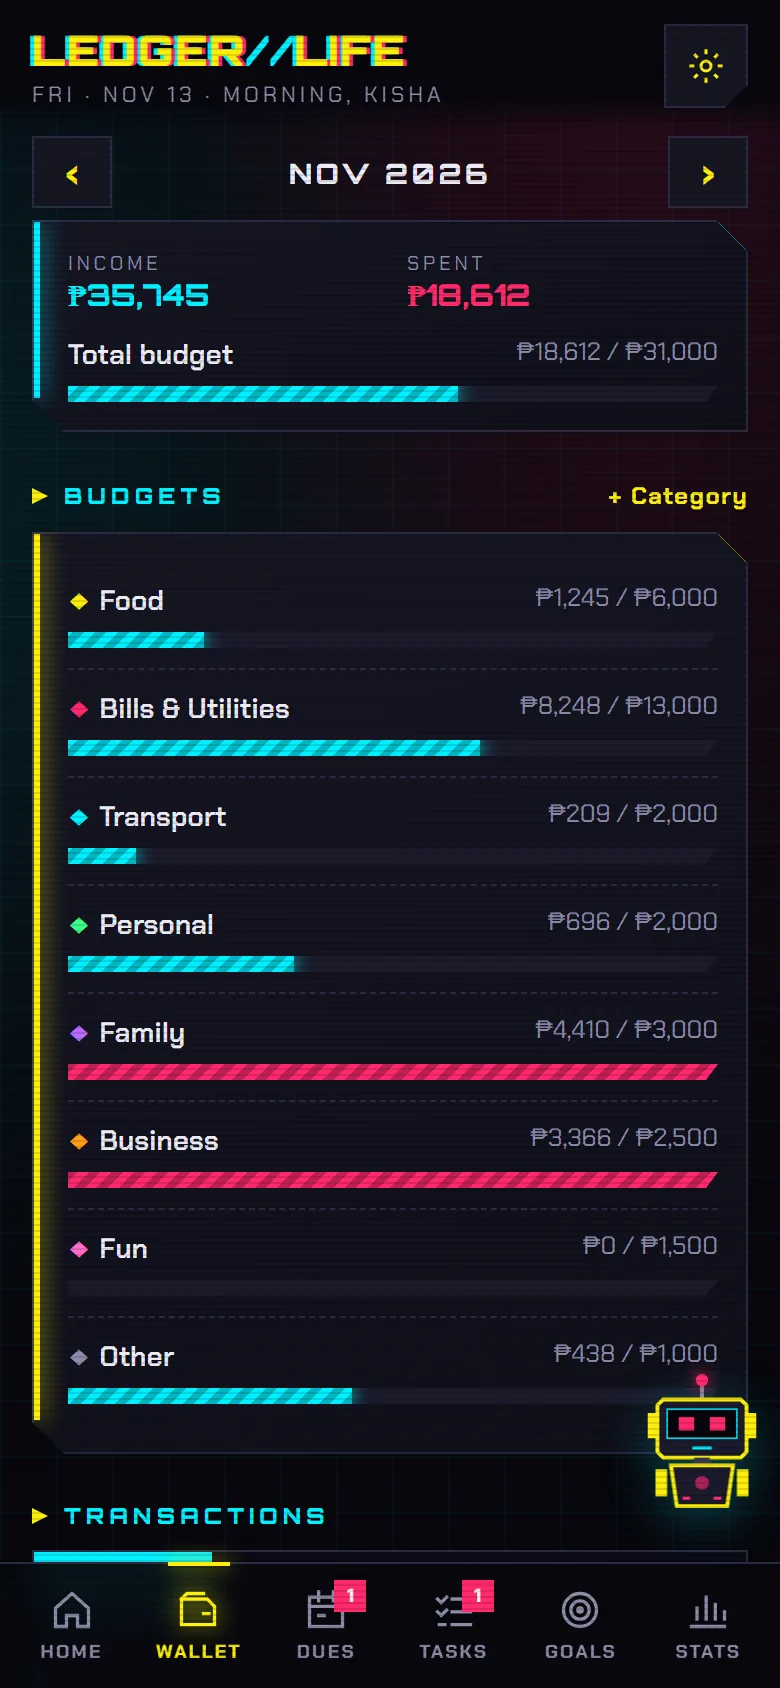 LEDGER//LIFE
FRI · NOV 13 · MORNING, KISHA
‹ NOV 2026 ›
INCOME SPENT
₱35,745 ₱18,612
Total budget ₱18,612 / ₱31,000
▶ BUDGETS + Category
Food ₱1,245 / ₱6,000
Bills & Utilities ₱8,248 / ₱13,000
Transport ₱209 / ₱2,000
Personal ₱696 / ₱2,000
Family ₱4,410 / ₱3,000
Business ₱3,366 / ₱2,500
Fun ₱0 / ₱1,500
Other ₱438 / ₱1,000
▶ TRANSACTIONS
1 1
HOME WALLET DUES TASKS GOALS STATS